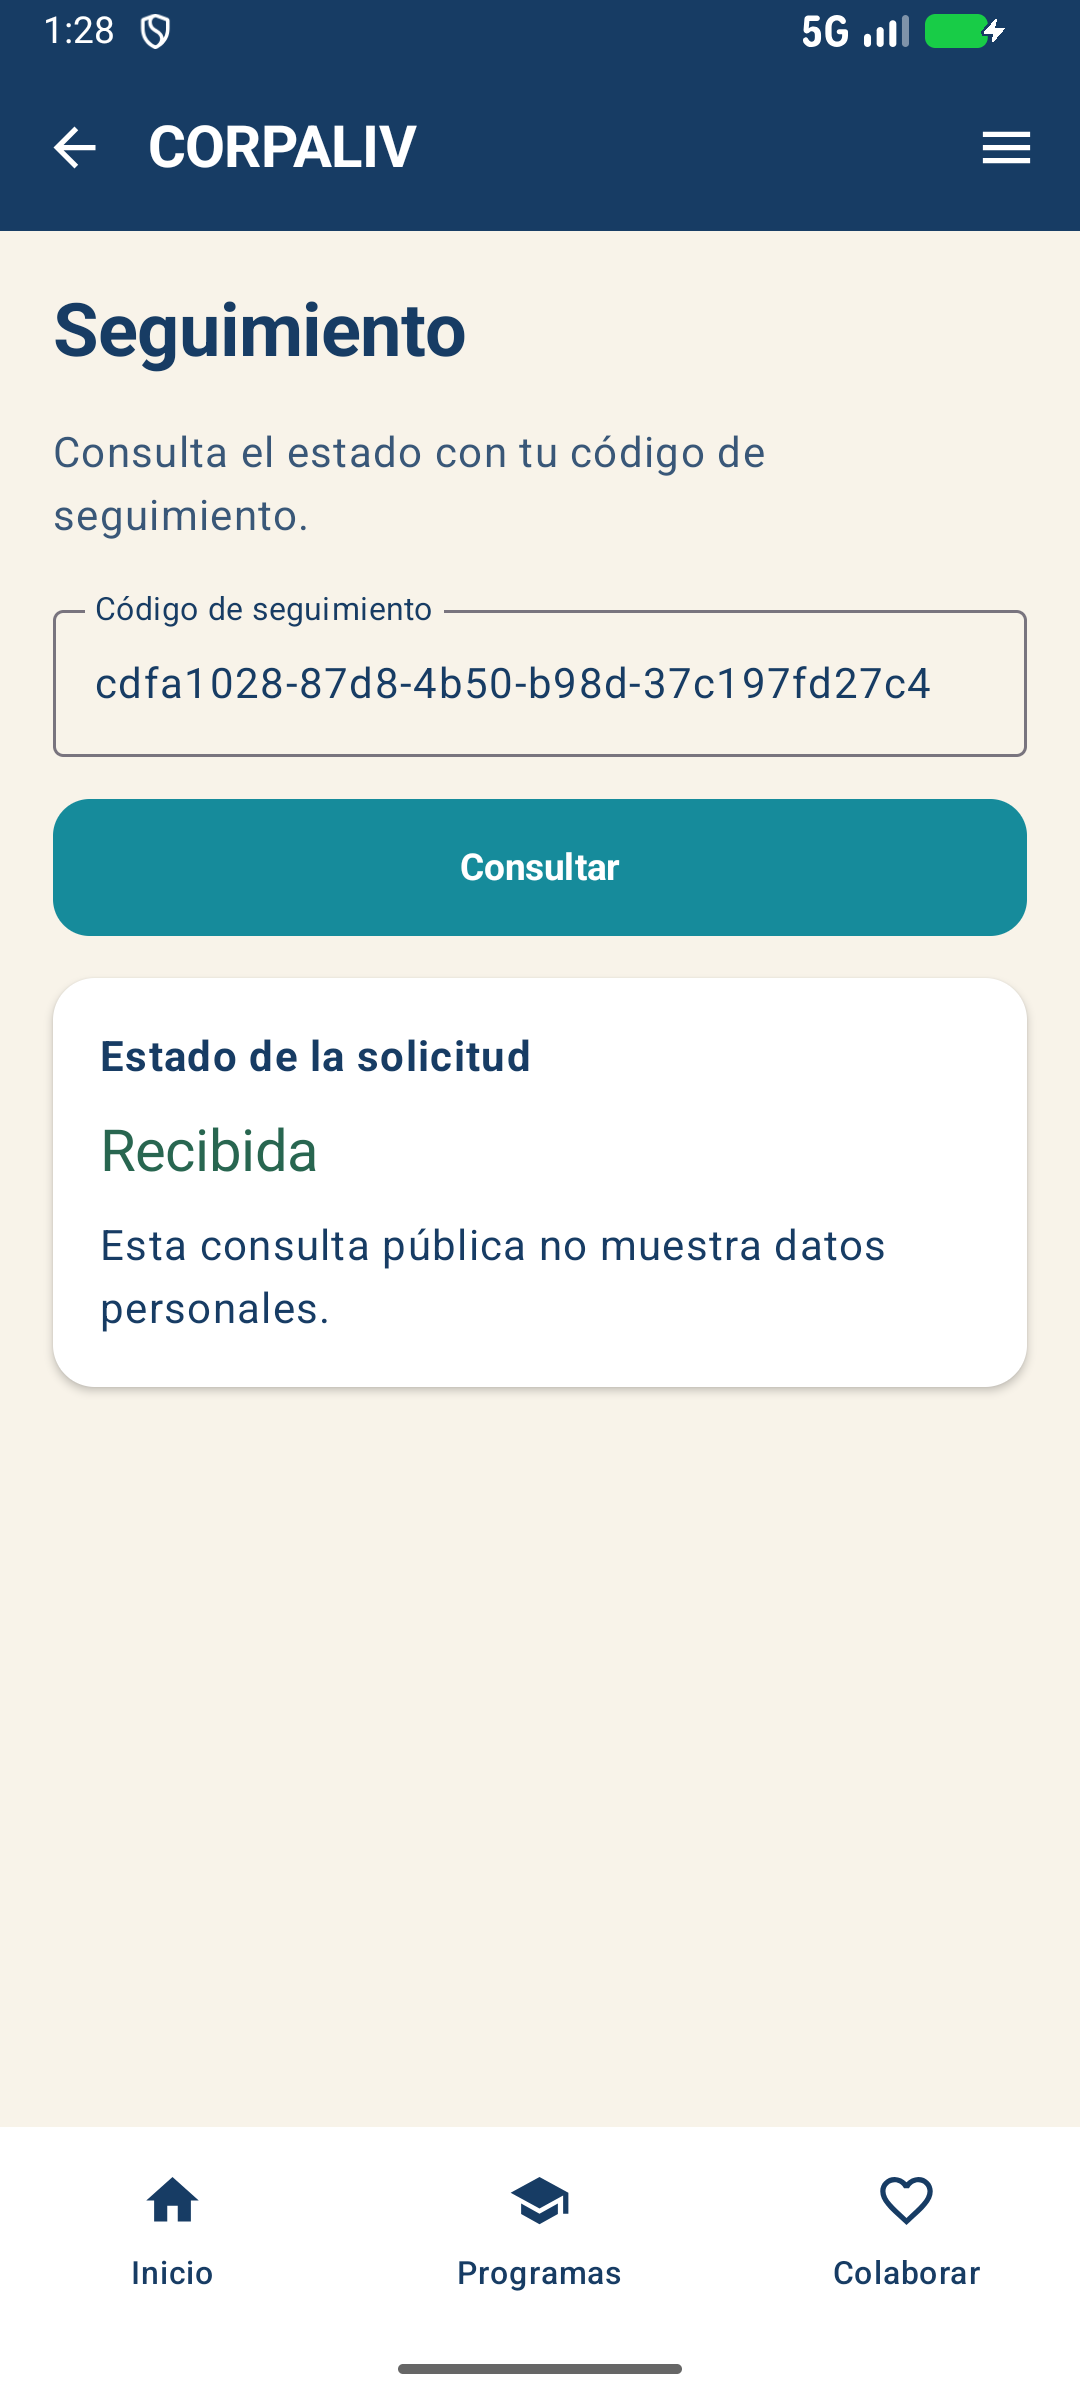 1:28
5G
CORPALIV
Seguimiento
Consulta el estado con tu código de
seguimiento.
Código de seguimiento
cdfa1028-87d8-4b50-b98d-37c197fd27c4
Consultar
Estado de la solicitud
Recibida
Esta consulta pública no muestra datos
personales.
Inicio
Programas
Colaborar